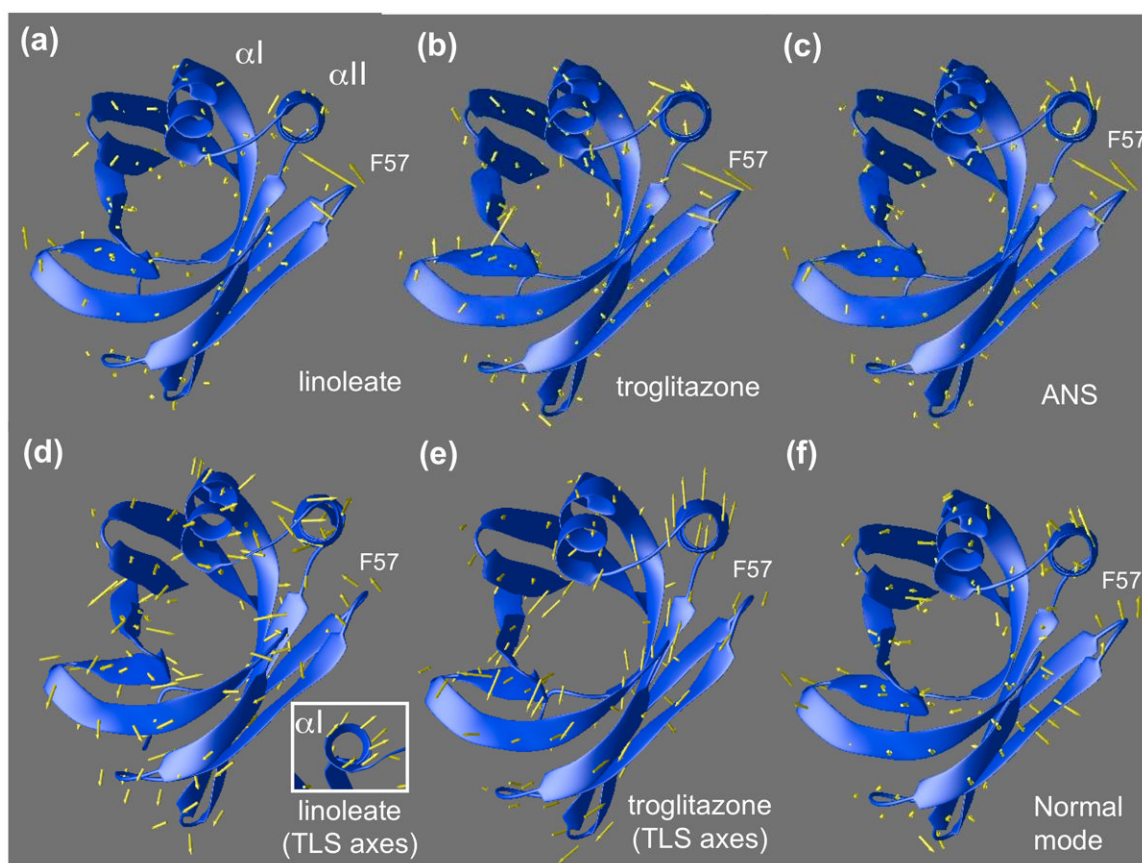 (a)
αI
αII
F57
linoleate
(b)
F57
troglitazone
(c)
F57
ANS
(d)
F57
αI
linoleate
(TLS axes)
(e)
F57
troglitazone
(TLS axes)
(f)
F57
Normal
mode